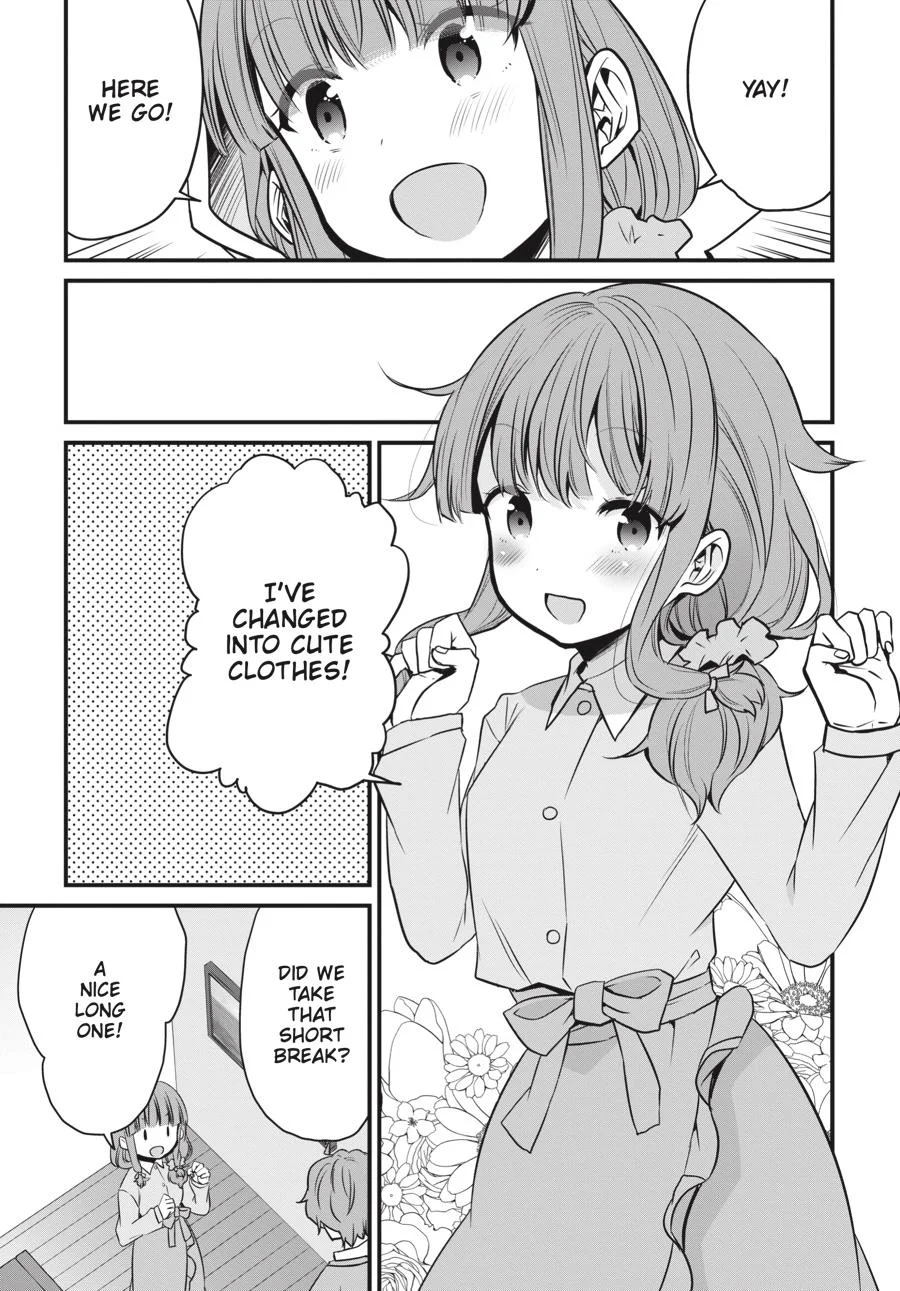 YAY!
HERE
WE GO!
I'VE
CHANGED
INTO CUTE
CLOTHES!
DID WE
TAKE
THAT
SHORT
BREAK?
A
NICE
LONG
ONE!